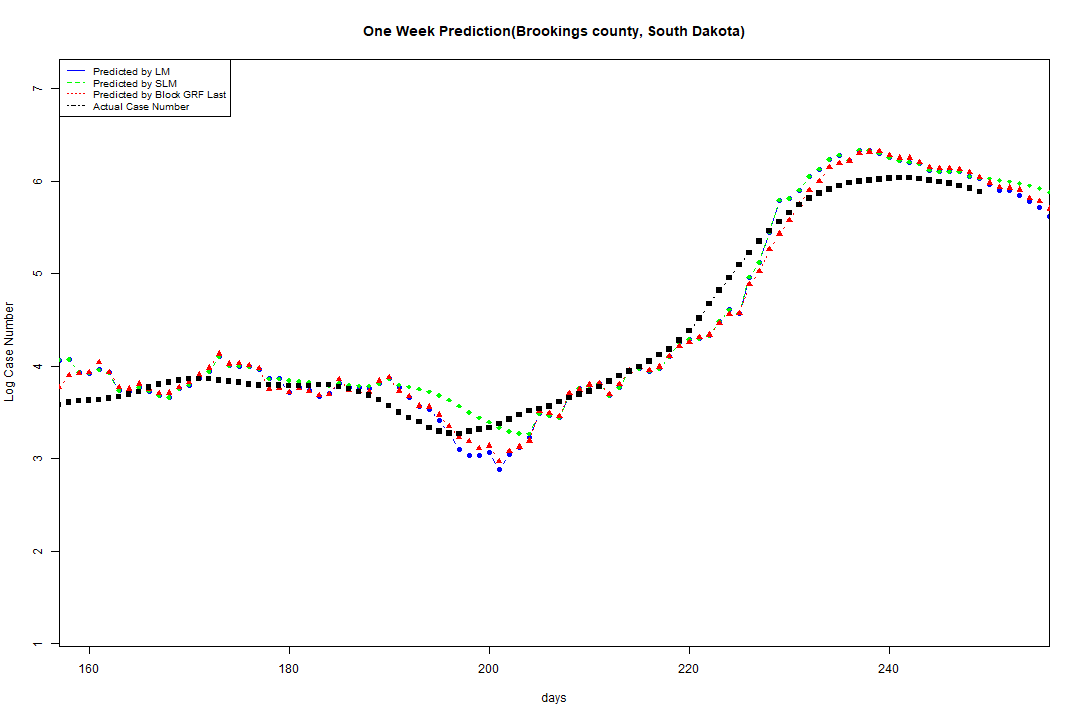 One Week Prediction(Brookings county, South Dakota)
Predicted by LM
Predicted by SLM
Predicted by Block GRF Last
Actual Case Number
7
6
5
4
3
2
1
Log Case Number
160 180 200 220 240
days